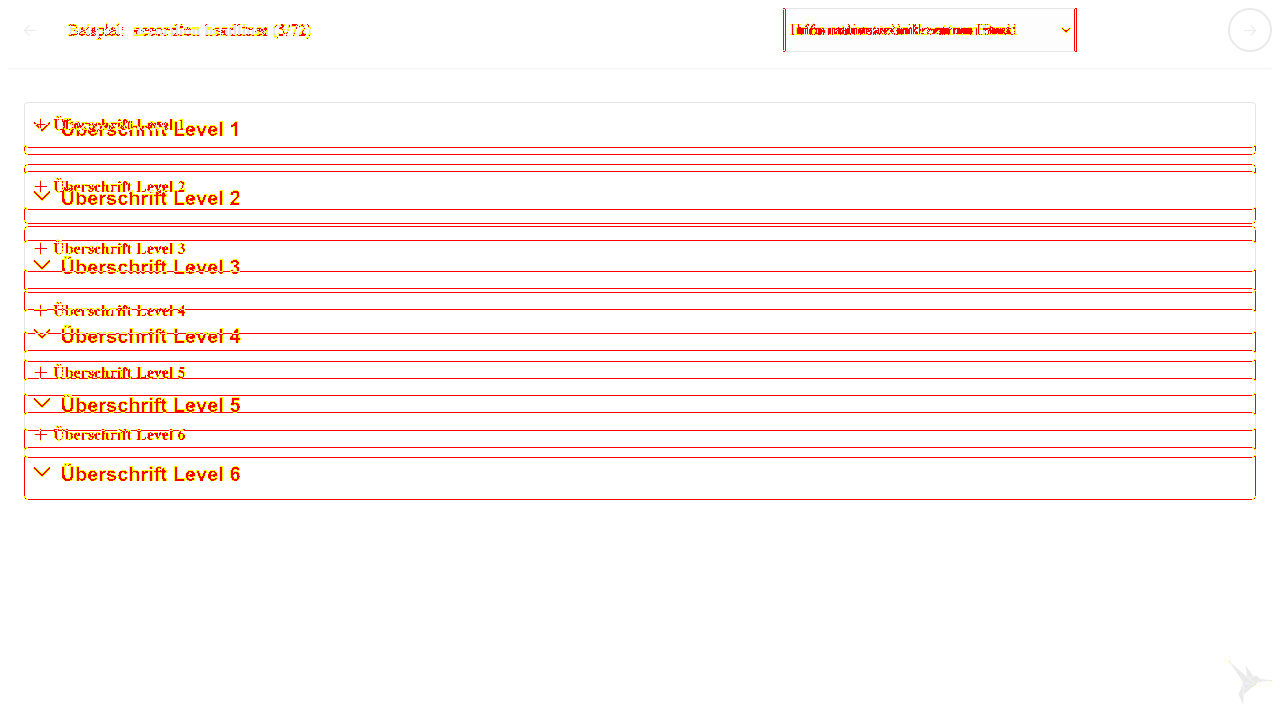 Beispiel: accordion headlines (3/72)
Überschrift Level 1
Überschrift Level 1
Überschrift Level 2
Überschrift Level 2
Überschrift Level 3
Überschrift Level 3
Überschrift Level 4
Überschrift Level 4
Überschrift Level 5
Überschrift Level 5
Überschrift Level 6
Überschrift Level 6